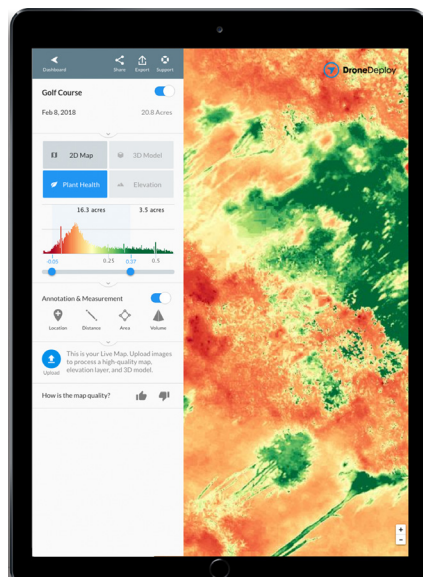 Dashboard
Share
Export
Support
Golf Course
Feb 8, 2018
20.8 Acres
2D Map
3D Model
Plant Health
Elevation
16.3 acres
3.5 acres
-0.05
0.25
0.37
0.5
Annotation & Measurement
Location
Distance
Area
Volume
Upload
This is your Live Map. Upload images
to process a high-quality map,
elevation layer, and 3D model.
How is the map quality?
DroneDeploy
+
-